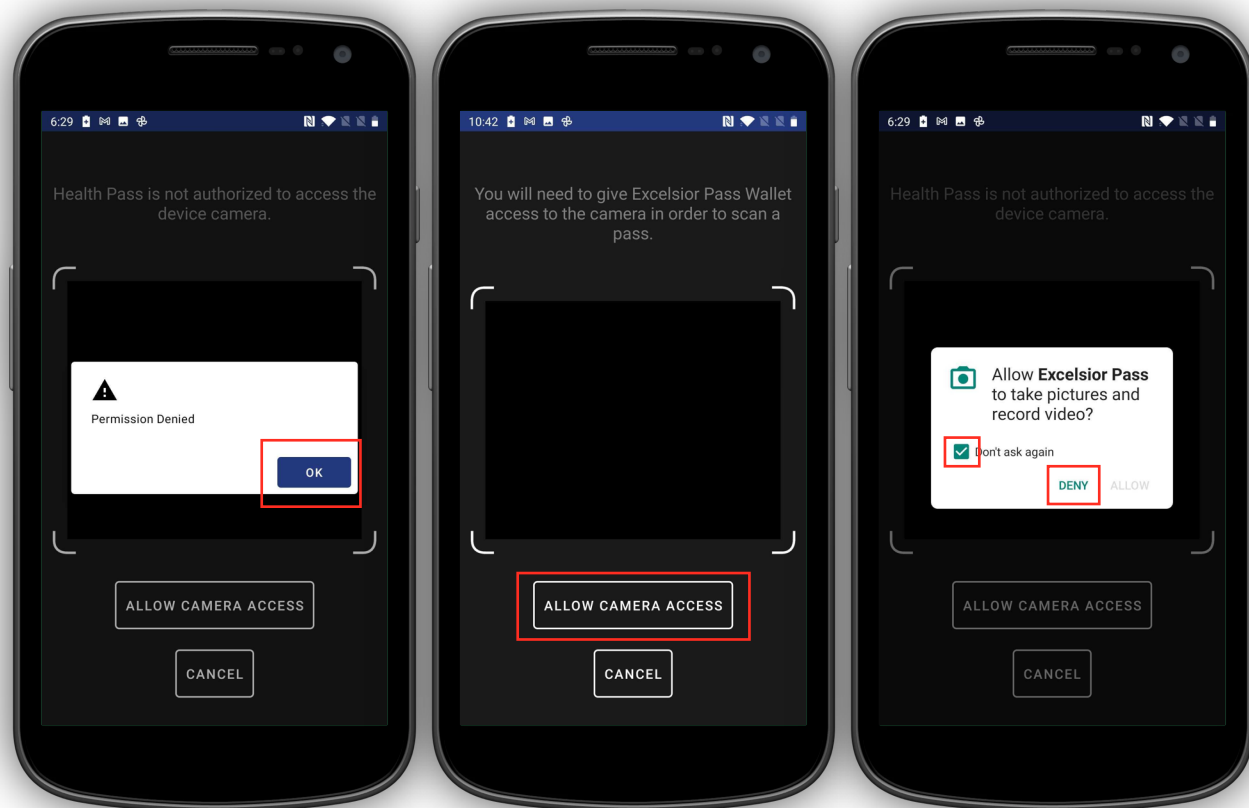 6:29
Health Pass is not authorized to access the
device camera.
Permission Denied
OK
ALLOW CAMERA ACCESS
CANCEL
10:42
You will need to give Excelsior Pass Wallet
access to the camera in order to scan a
pass.
ALLOW CAMERA ACCESS
CANCEL
6:29
Health Pass is not authorized to access the
device camera.
Allow Excelsior Pass
to take pictures and
record video?
Don't ask again
DENY ALLOW
ALLOW CAMERA ACCESS
CANCEL